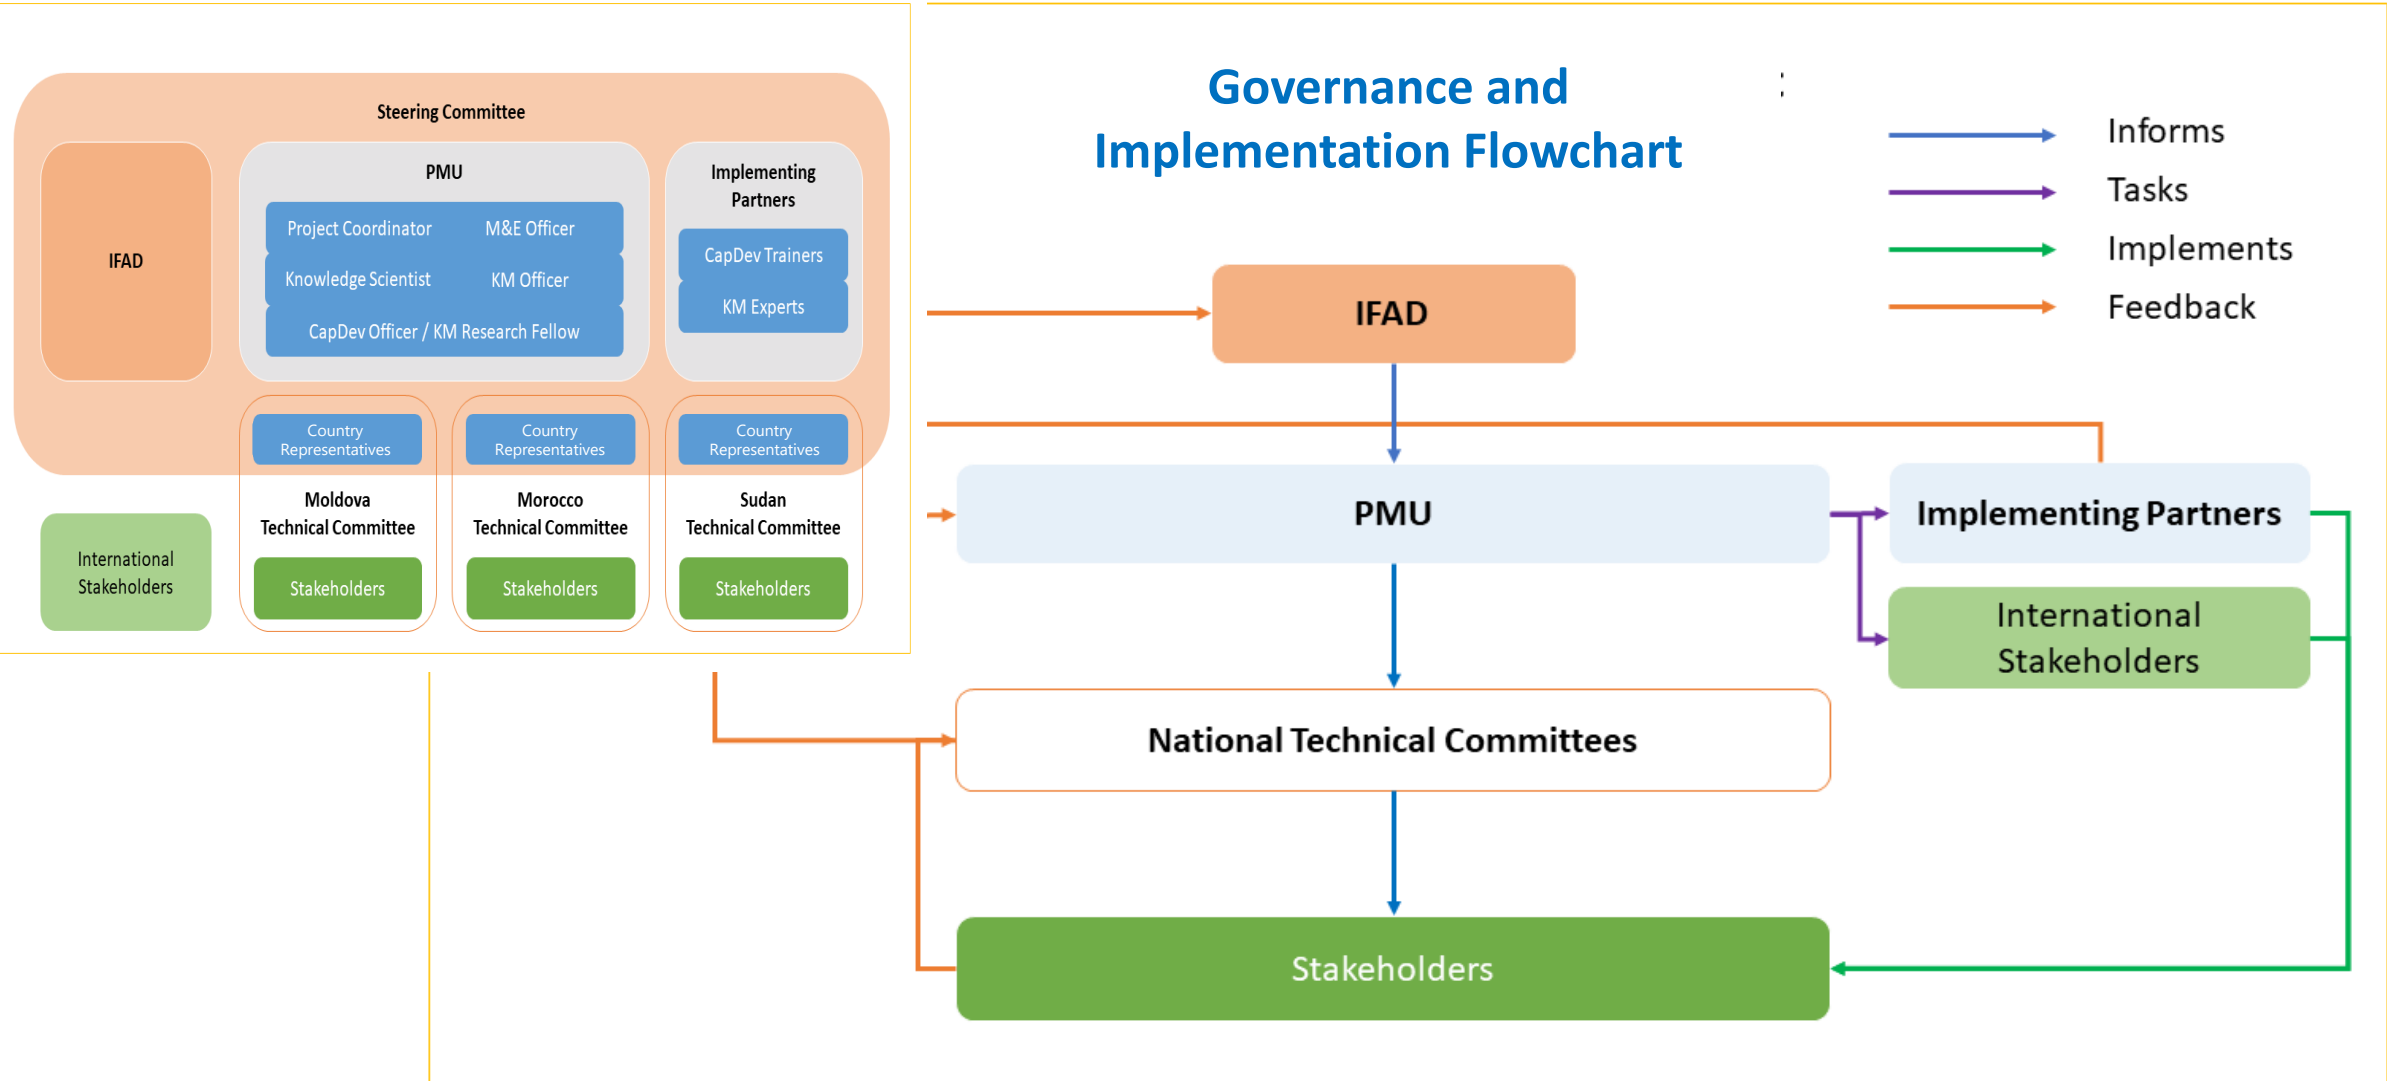 Steering Committee
IFAD
PMU
Project Coordinator
M&E Officer
Knowledge Scientist
KM Officer
CapDev Officer / KM Research Fellow
Implementing
Partners
CapDev Trainers
KM Experts
Country
Representatives
Country
Representatives
Country
Representatives
Moldova
Technical Committee
Morocco
Technical Committee
Sudan
Technical Committee
International
Stakeholders
Stakeholders
Stakeholders
Stakeholders
Governance and
Implementation Flowchart
Informs
Tasks
Implements
Feedback
IFAD
PMU
Implementing Partners
International
Stakeholders
National Technical Committees
Stakeholders